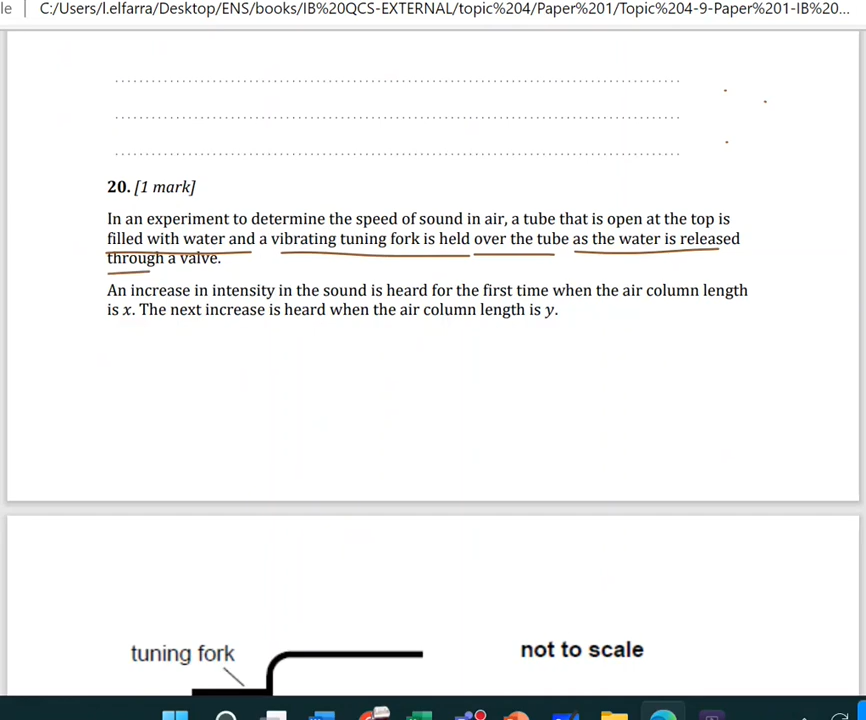 le | C:/Users/l.elfarra/Desktop/ENS/books/IB%20QCS-EXTERNAL/topic%204/Paper%201/Topic%204-9-Paper%201-IB%20...
20. [1 mark]
In an experiment to determine the speed of sound in air, a tube that is open at the top is
filled with water and a vibrating tuning fork is held over the tube as the water is released
through a valve.
An increase in intensity in the sound is heard for the first time when the air column length
is x. The next increase is heard when the air column length is y.
tuning fork
not to scale